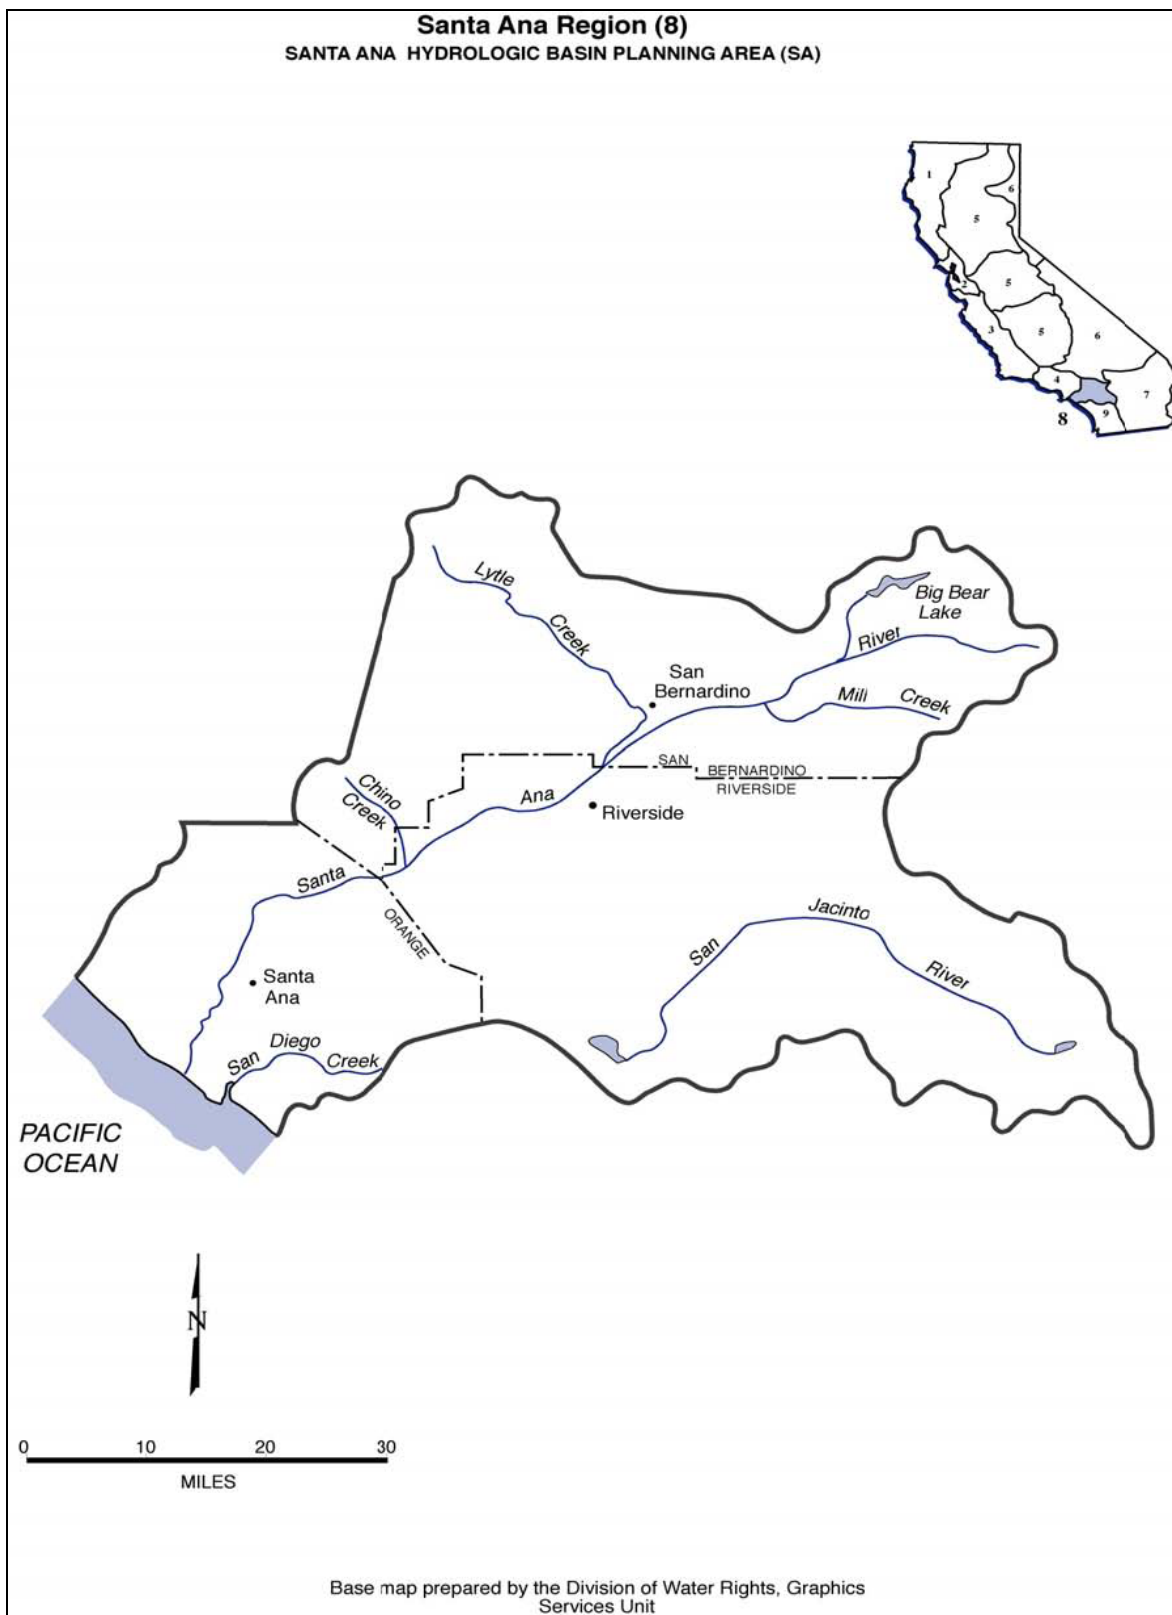 Santa Ana Region (8)
SANTA ANA HYDROLOGIC BASIN PLANNING AREA (SA)
1
6
5
2
5
3
5
6
4
7
8
9
Lytle
Creek
Big Bear
Lake
River
San
Bernardino
Mill Creek
SAN
BERNARDINO
RIVERSIDE
Chino
Creek
Ana
Riverside
Santa
ORANGE
Jacinto
San
River
Santa
Ana
San Diego Creek
PACIFIC
OCEAN
N
0 10 20 30
MILES
Base map prepared by the Division of Water Rights, Graphics
Services Unit